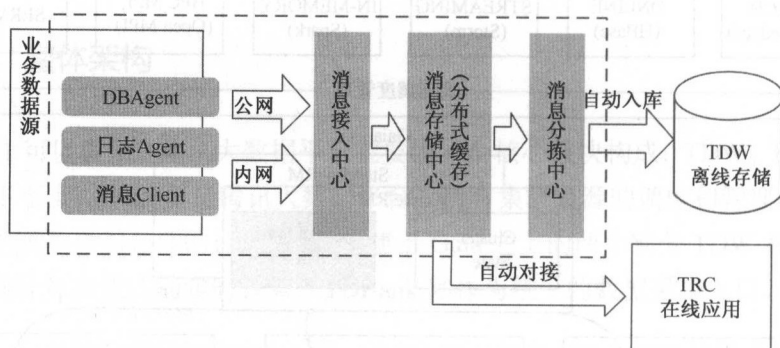 业务数据源
DBAgent
日志Agent
消息Client
公网
内网
消息接入中心
消息存储中心
(分布式缓存)
消息分拣中心
自动入库
TDW
离线存储
自动对接
TRC
在线应用